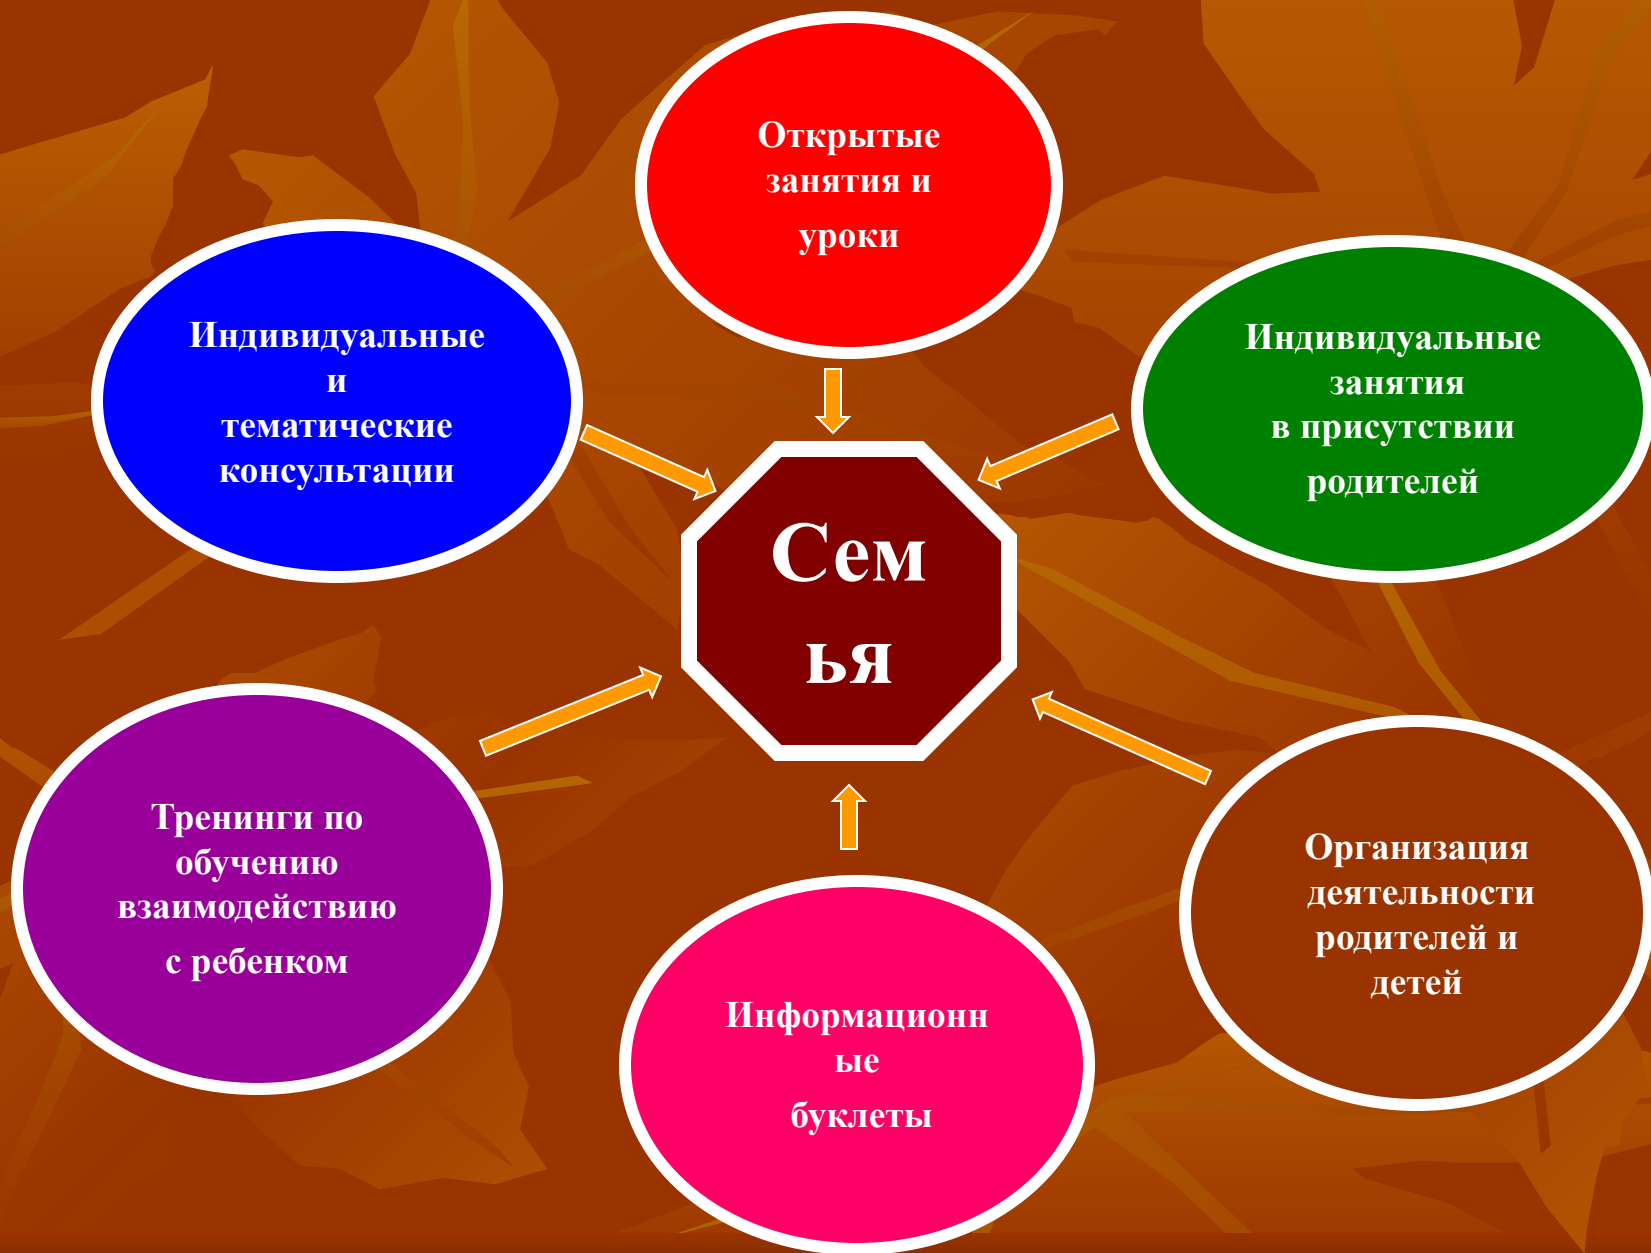 Открытые
занятия и
уроки
Индивидуальные
и
тематические
консультации
Индивидуальные
занятия
в присутствии
родителей
Сем
ья
Тренинги по
обучению
взаимодействию
с ребенком
Организация
деятельности
родителей и
детей
Информационн
ые
буклеты